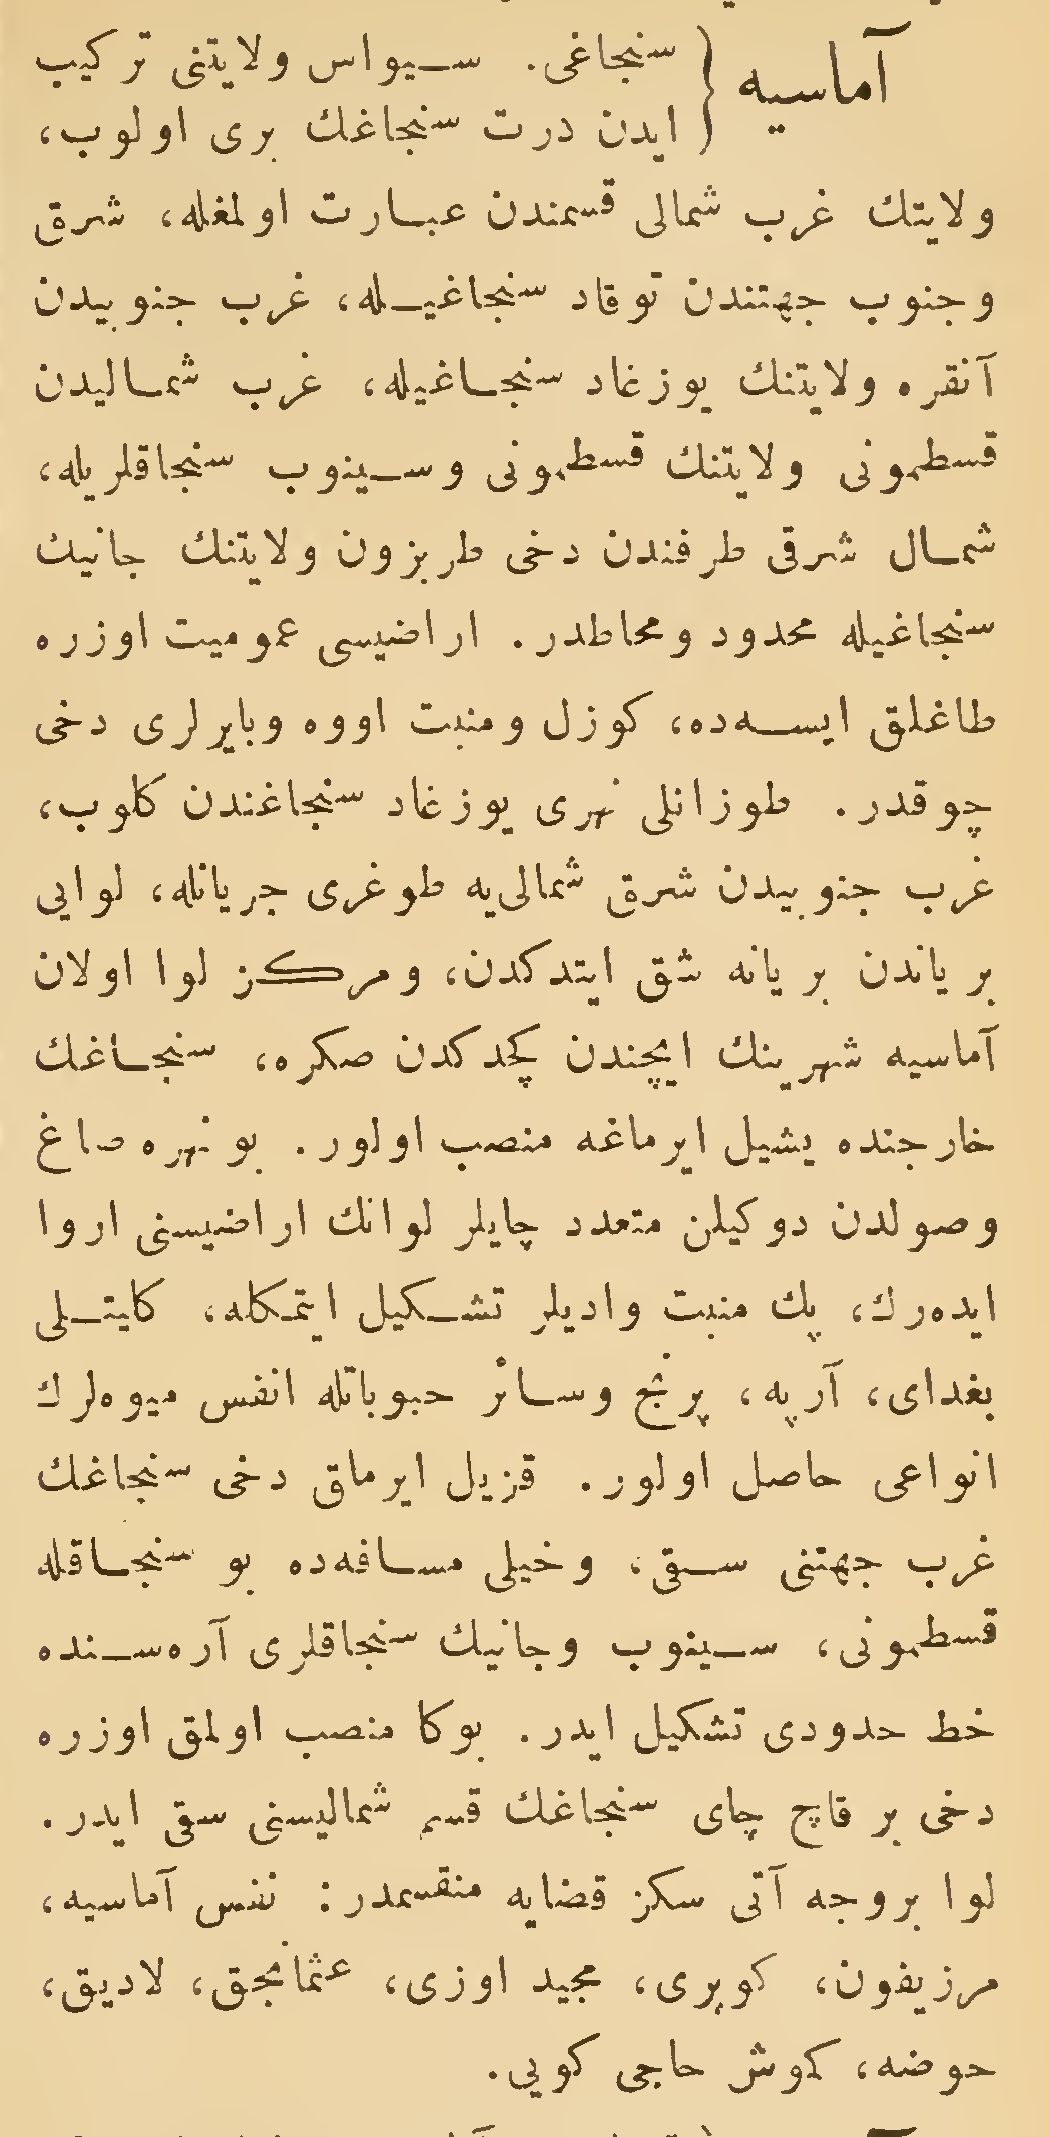 آماسیه { سنجاغی. سیواس ولایتنی ترکیب
ایدن درت سنجاغك بری اولوب،
ولایتك غرب شمالی قسمندن عبارت اولمغله، شرق
وجنوب جهتندن توقاد سنجاغیله، غرب جنوبیدن
آنقره ولایتنك یوزغاد سنجاغیله، غرب شمالیدن
قسطمونی ولایتنك قسطمونی وسینوب سنجاقلریله،
شمال شرقی طرفندن دخی طربزون ولایتنك جانیك
سنجاغیله محدود ومحاطدر. اراضیسی عمومیت اوزره
طاغلق ایسه‌ده، کوزل ومنبت اووه وبایرلری دخی
چوقدر. طوزانلی نهری یوزغاد سنجاغندن کلوب،
غرب جنوبیدن شرق شمالی‌یه طوغری جریانله، لوایی
بر یاندن بر یانه شق ایتدکدن، ومرکز لوا اولان
آماسیه شهرینك ایچندن کچدکدن صکره، سنجاغك
خارجنده یشیل ایرماغه منصب اولور. بو نهره صاغ
وصولدن دوکیلن متعدد چایلر لوانك اراضیسنی اروا
ایده‌رك، پك منبت وادیلر تشکیل ایتمکله، کلیتلی
بغدای، آرپه، پرنج وسائر حبوباتله انفس میوه‌لرك
انواعی حاصل اولور. قزیل ایرماق دخی سنجاغك
غرب جهتنی سقی، وخیلی مسافه‌ده بو سنجاقله
قسطمونی، سینوب وجانیك سنجاقلری آره‌سنده
خط حدودی تشکیل ایدر. بوکا منصب اولمق اوزره
دخی بر قاچ چای سنجاغك قسم شمالیسنی سقی ایدر.
لوا بروجه آتی سکز قضایه منقسمدر: نفس آماسیه،
مرزیفون، کوپری، مجید اوزی، عثمانجق، لادیق،
حوضه، کموش حاجی کویی.